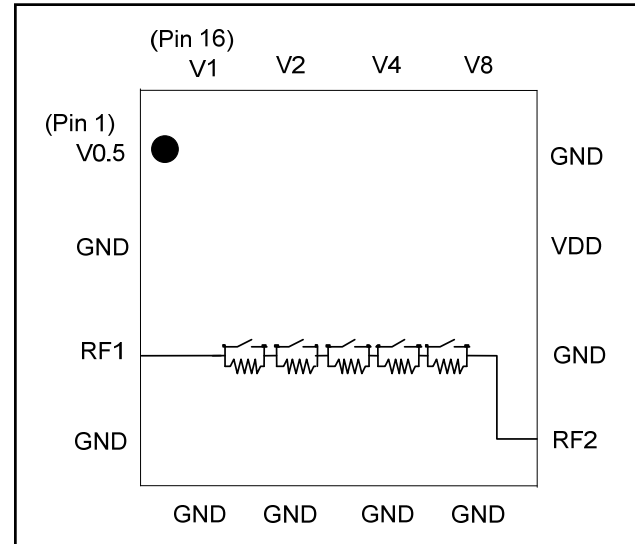 (Pin 16)
V1 V2 V4 V8
(Pin 1)
V0.5 GND
GND VDD
RF1 GND
GND RF2
GND GND GND GND